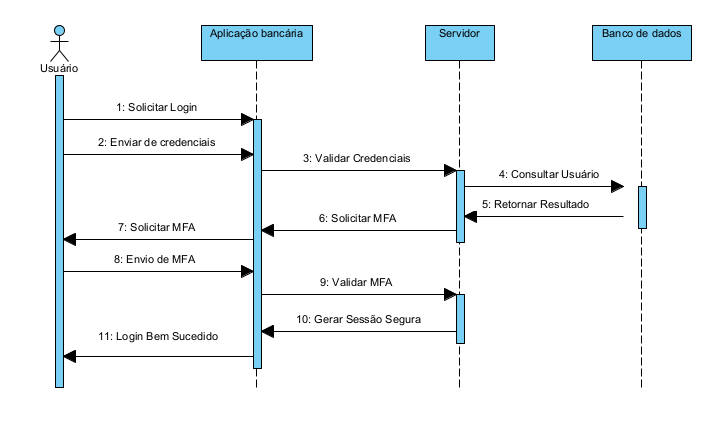 Aplicação bancária
Servidor
Banco de dados
Usuário
1: Solicitar Login
2: Enviar de credenciais
3: Validar Credenciais
4: Consultar Usuário
5: Retornar Resultado
6: Solicitar MFA
7: Solicitar MFA
8: Envio de MFA
9: Validar MFA
10: Gerar Sessão Segura
11: Login Bem Sucedido